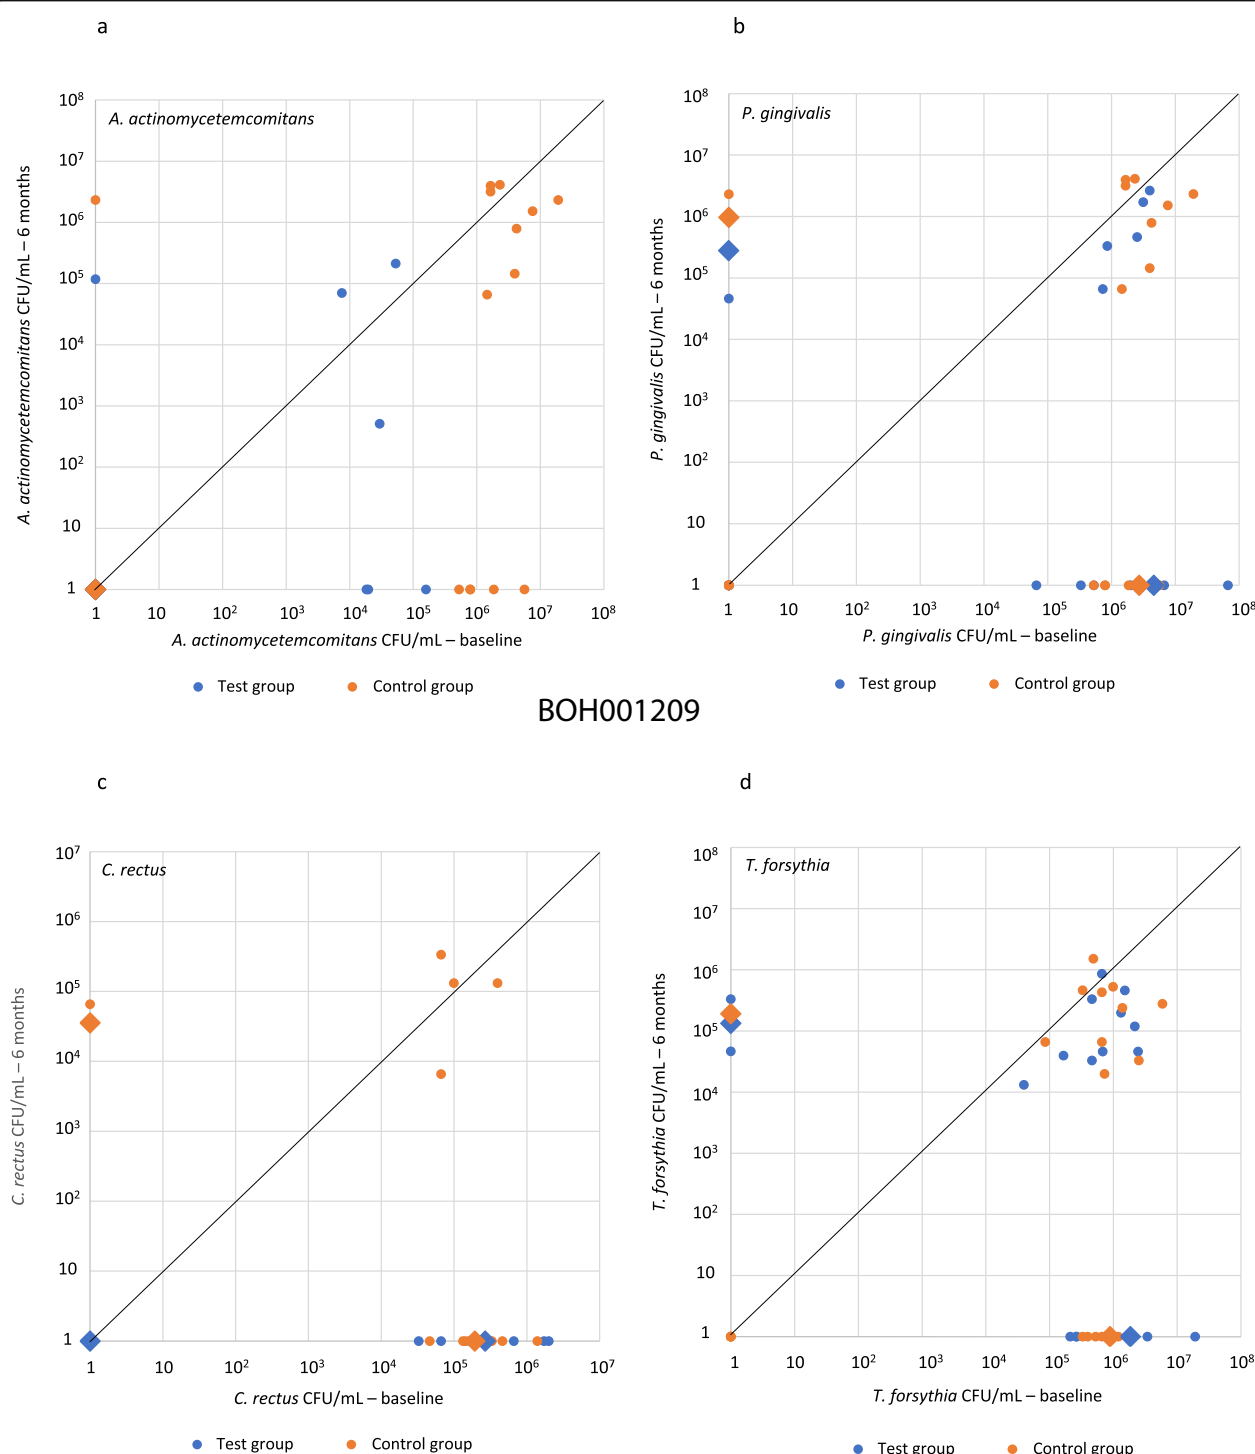 a
A. actinomycetemcomitans
10⁸
10⁷
10⁶
10⁵
10⁴
10³
10²
10
1
A. actinomycetemcomitans CFU/mL – 6 months
1
10
10²
10³
10⁴
10⁵
10⁶
10⁷
10⁸
A. actinomycetemcomitans CFU/mL – baseline
Test group
Control group
b
P. gingivalis
10⁸
10⁷
10⁶
10⁵
10⁴
10³
10²
10
1
P. gingivalis CFU/mL – 6 months
1
10
10²
10³
10⁴
10⁵
10⁶
10⁷
10⁸
P. gingivalis CFU/mL – baseline
Test group
Control group
BOH001209
c
C. rectus
10⁷
10⁶
10⁵
10⁴
10³
10²
10
1
C. rectus CFU/mL – 6 months
1
10
10²
10³
10⁴
10⁵
10⁶
10⁷
C. rectus CFU/mL – baseline
Test group
Control group
d
T. forsythia
10⁸
10⁷
10⁶
10⁵
10⁴
10³
10²
10
1
T. forsythia CFU/mL – 6 months
1
10
10²
10³
10⁴
10⁵
10⁶
10⁷
10⁸
T. forsythia CFU/mL – baseline
Test group
Control group